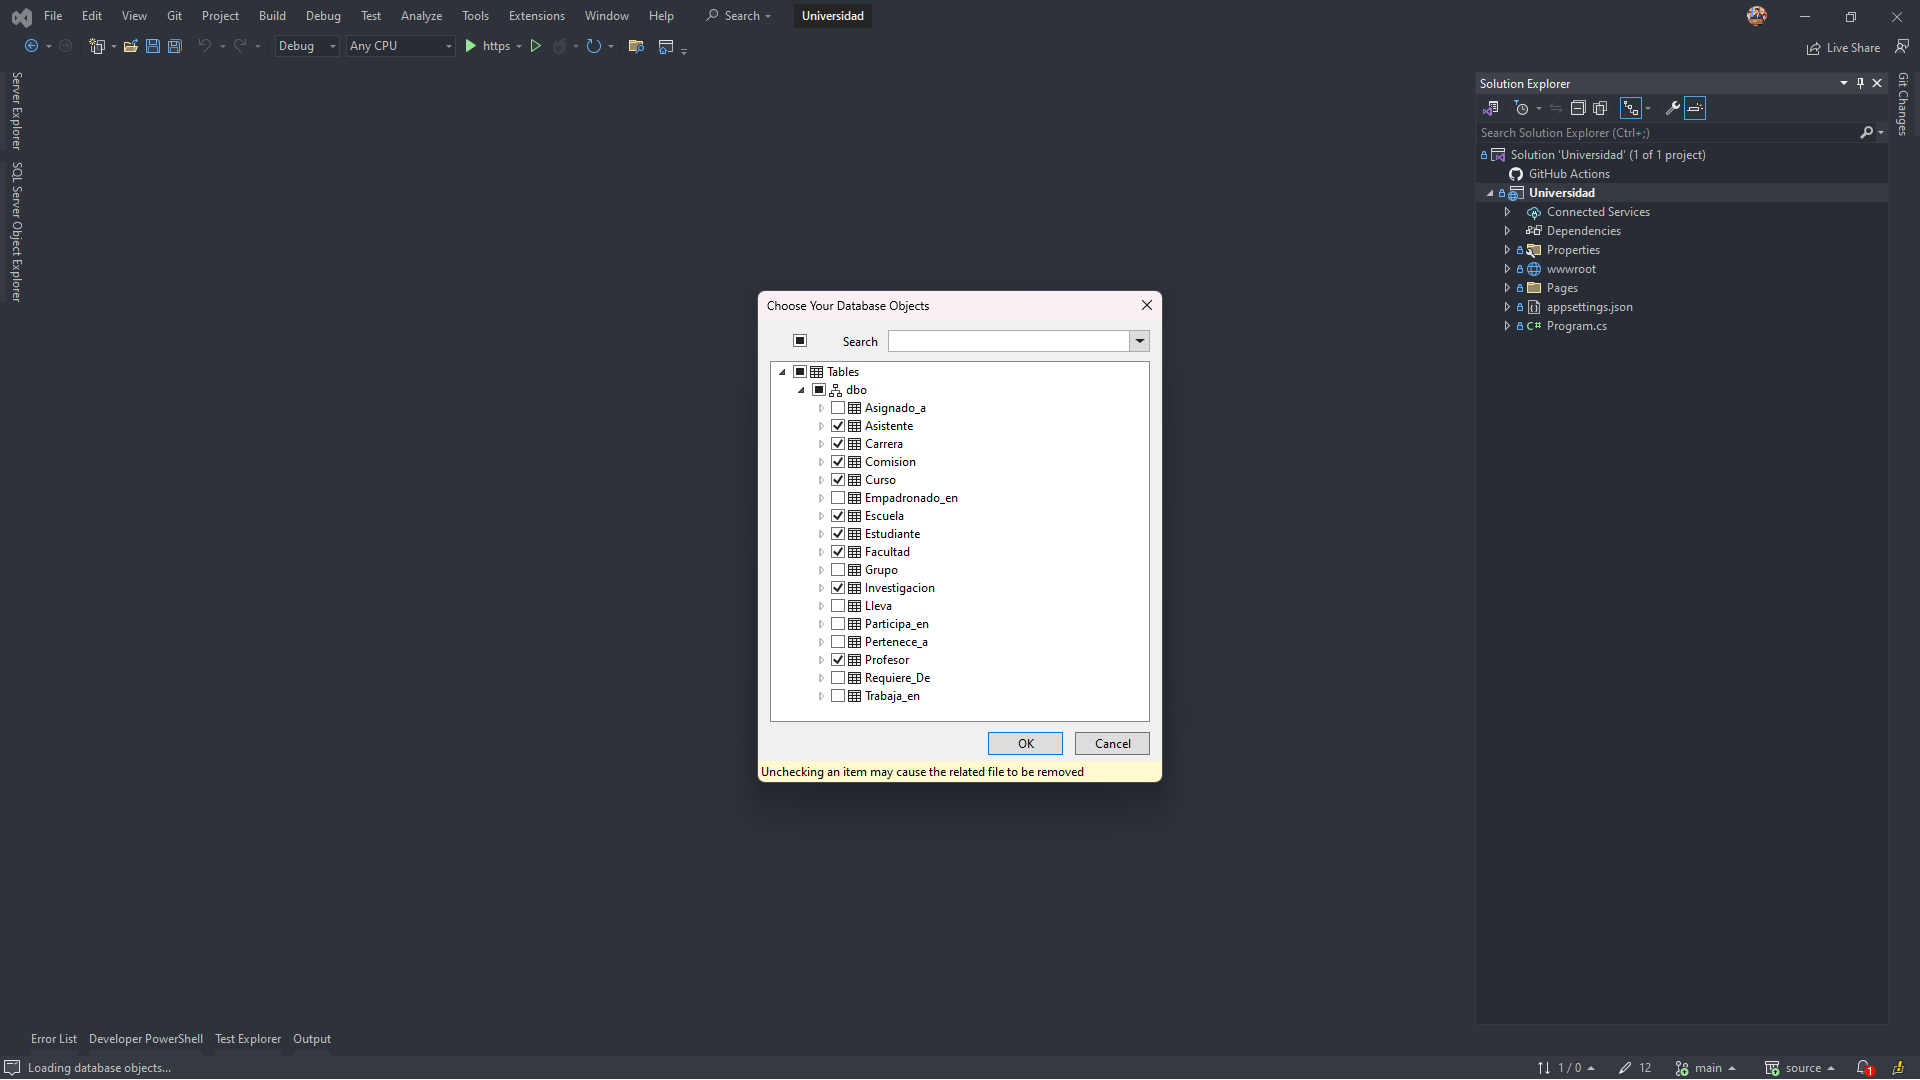 File Edit View Git Project Build Debug Test Analyze Tools Extensions Window Help Search Universidad
Debug Any CPU https Live Share
Server Explorer
SQL Server Object Explorer
Choose Your Database Objects
Search
Tables
dbo
Asignado_a
Asistente
Carrera
Comision
Curso
Empadronado_en
Escuela
Estudiante
Facultad
Grupo
Investigacion
Lleva
Participa_en
Pertenece_a
Profesor
Requiere_De
Trabaja_en
OK Cancel
Unchecking an item may cause the related file to be removed
Solution Explorer
Search Solution Explorer (Ctrl+;)
Solution 'Universidad' (1 of 1 project)
GitHub Actions
Universidad
Connected Services
Dependencies
Properties
wwwroot
Pages
appsettings.json
C# Program.cs
Git Changes
Error List Developer PowerShell Test Explorer Output
Loading database objects... 1 / 0 12 main source 1